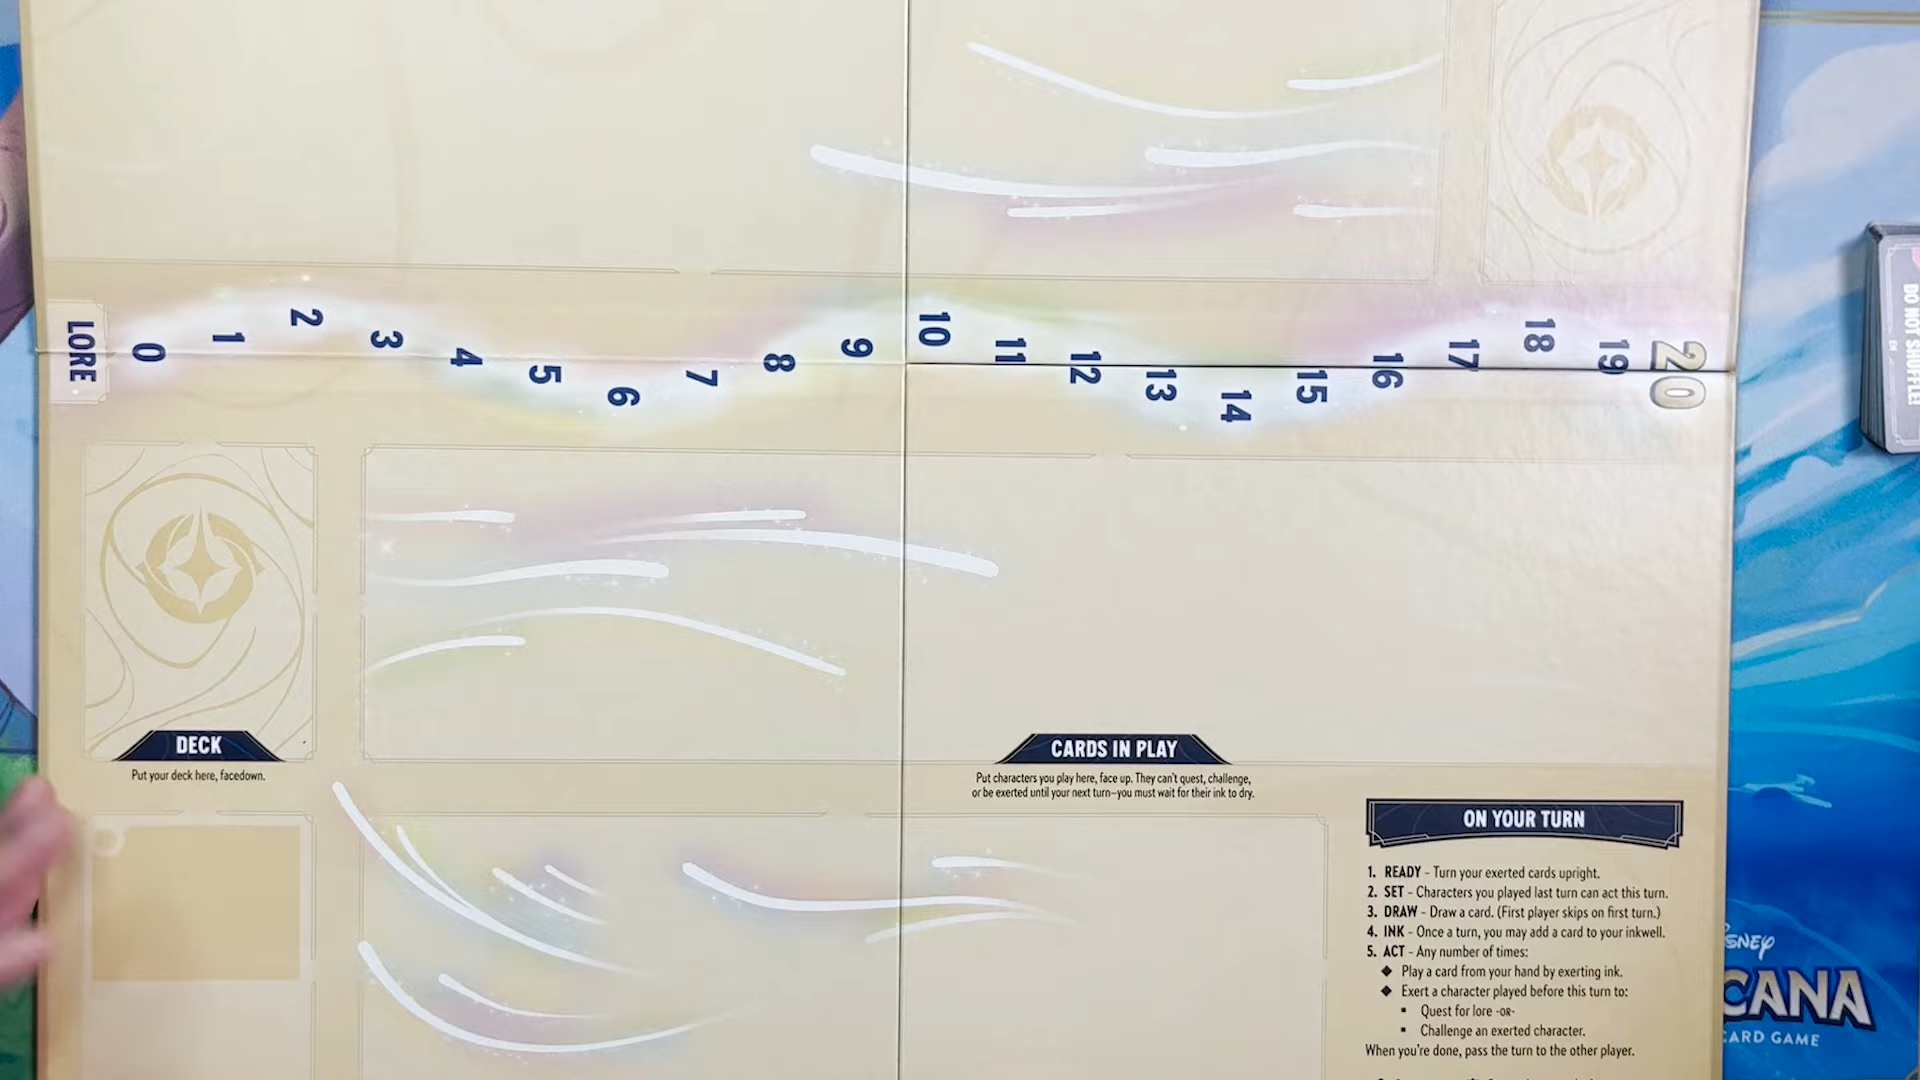 LORE
0
1
2
3
4
5
6
7
8
9
10
11
12
13
14
15
16
17
18
19
20
DO NOT SHUFFLE!
EN
DECK
Put your deck here, facedown.
CARDS IN PLAY
Put characters you play here, face up. They can't quest, challenge,
or be exerted until your next turn–you must wait for their ink to dry.
ON YOUR TURN
1. READY - Turn your exerted cards upright.
2. SET - Characters you played last turn can act this turn.
3. DRAW - Draw a card. (First player skips on first turn.)
4. INK - Once a turn, you may add a card to your inkwell.
5. ACT - Any number of times:
◆ Play a card from your hand by exerting ink.
◆ Exert a character played before this turn to:
▪ Quest for lore -OR-
▪ Challenge an exerted character.
When you're done, pass the turn to the other player.
SNEY
CANA
CARD GAME